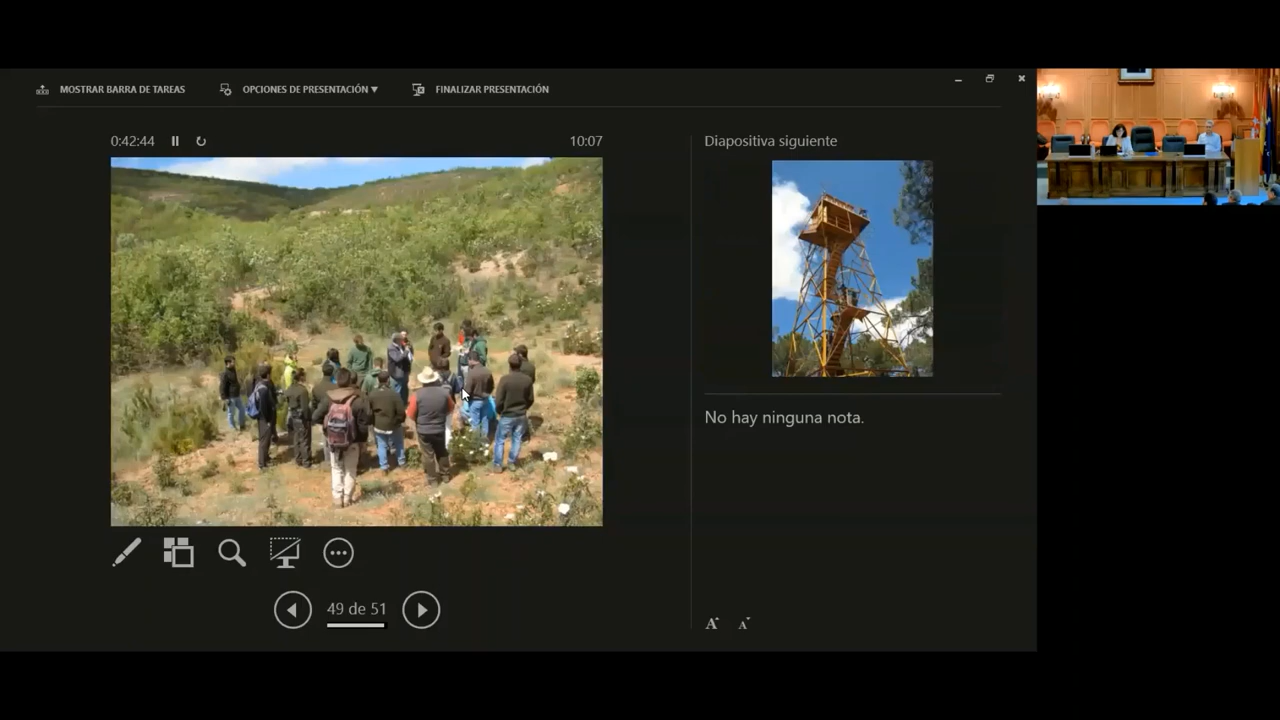 MOSTRAR BARRA DE TAREAS
OPCIONES DE PRESENTACIÓN ▼
FINALIZAR PRESENTACIÓN
0:42:44
10:07
Diapositiva siguiente
No hay ninguna nota.
49 de 51
A
A